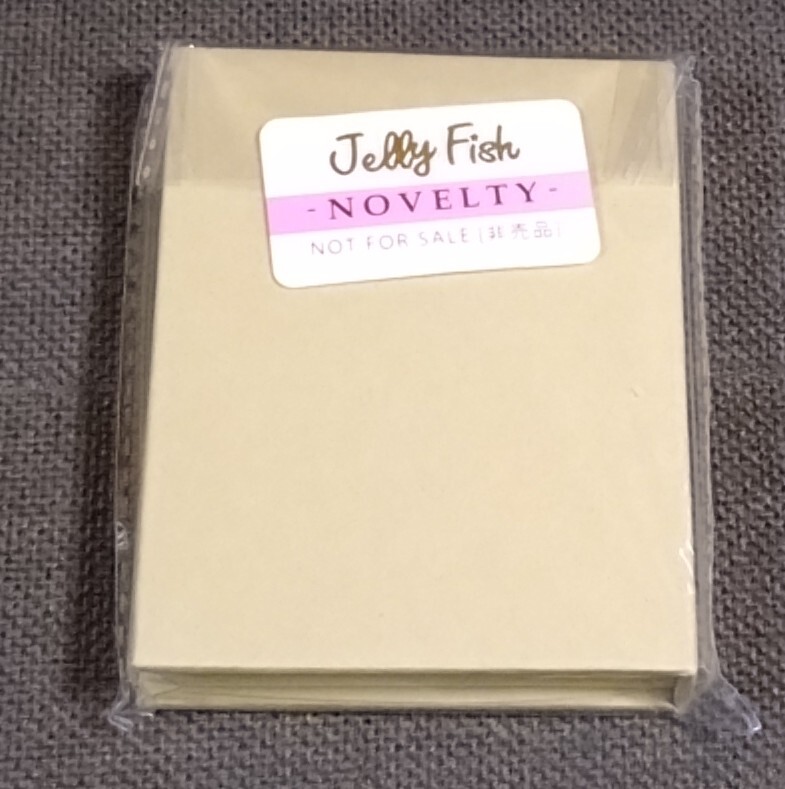 Jelly Fish
- NOVELTY -
NOT FOR SALE (非売品)